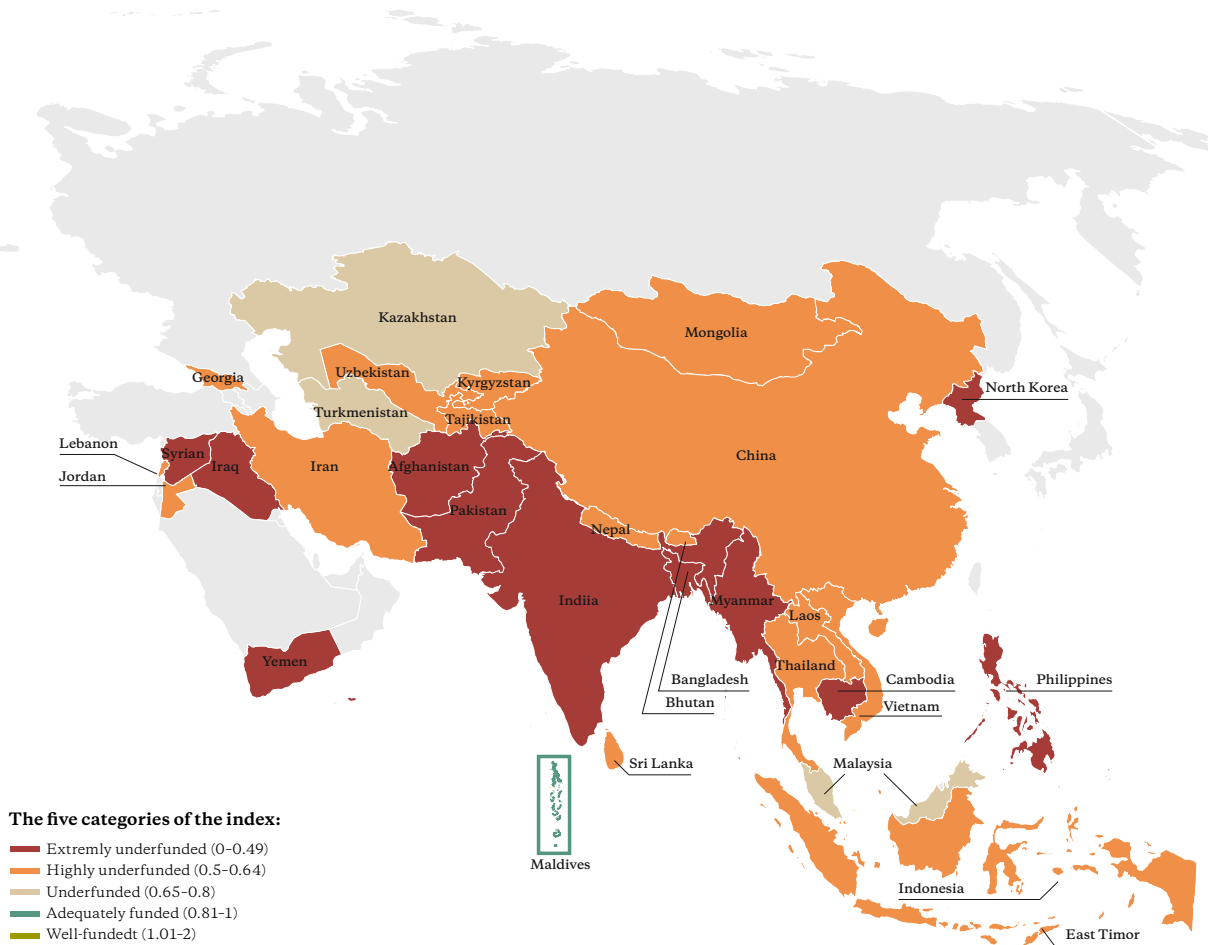 Kazakhstan
Mongolia
Georgia
Uzbekistan
Kyrgyzstan
North Korea
Turkmenistan
Tajikistan
Lebanon
Syrian
Iraq
Iran
Afghanistan
China
Jordan
Pakistan
Nepal
Indiia
Myanmar
Laos
Yemen
Thailand
Bangladesh
Cambodia
Philippines
Bhutan
Vietnam
Sri Lanka
Malaysia
Maldives
Indonesia
East Timor
The five categories of the index:
Extremly underfunded (0–0.49)
Highly underfunded (0.5–0.64)
Underfunded (0.65–0.8)
Adequately funded (0.81–1)
Well-fundedt (1.01–2)